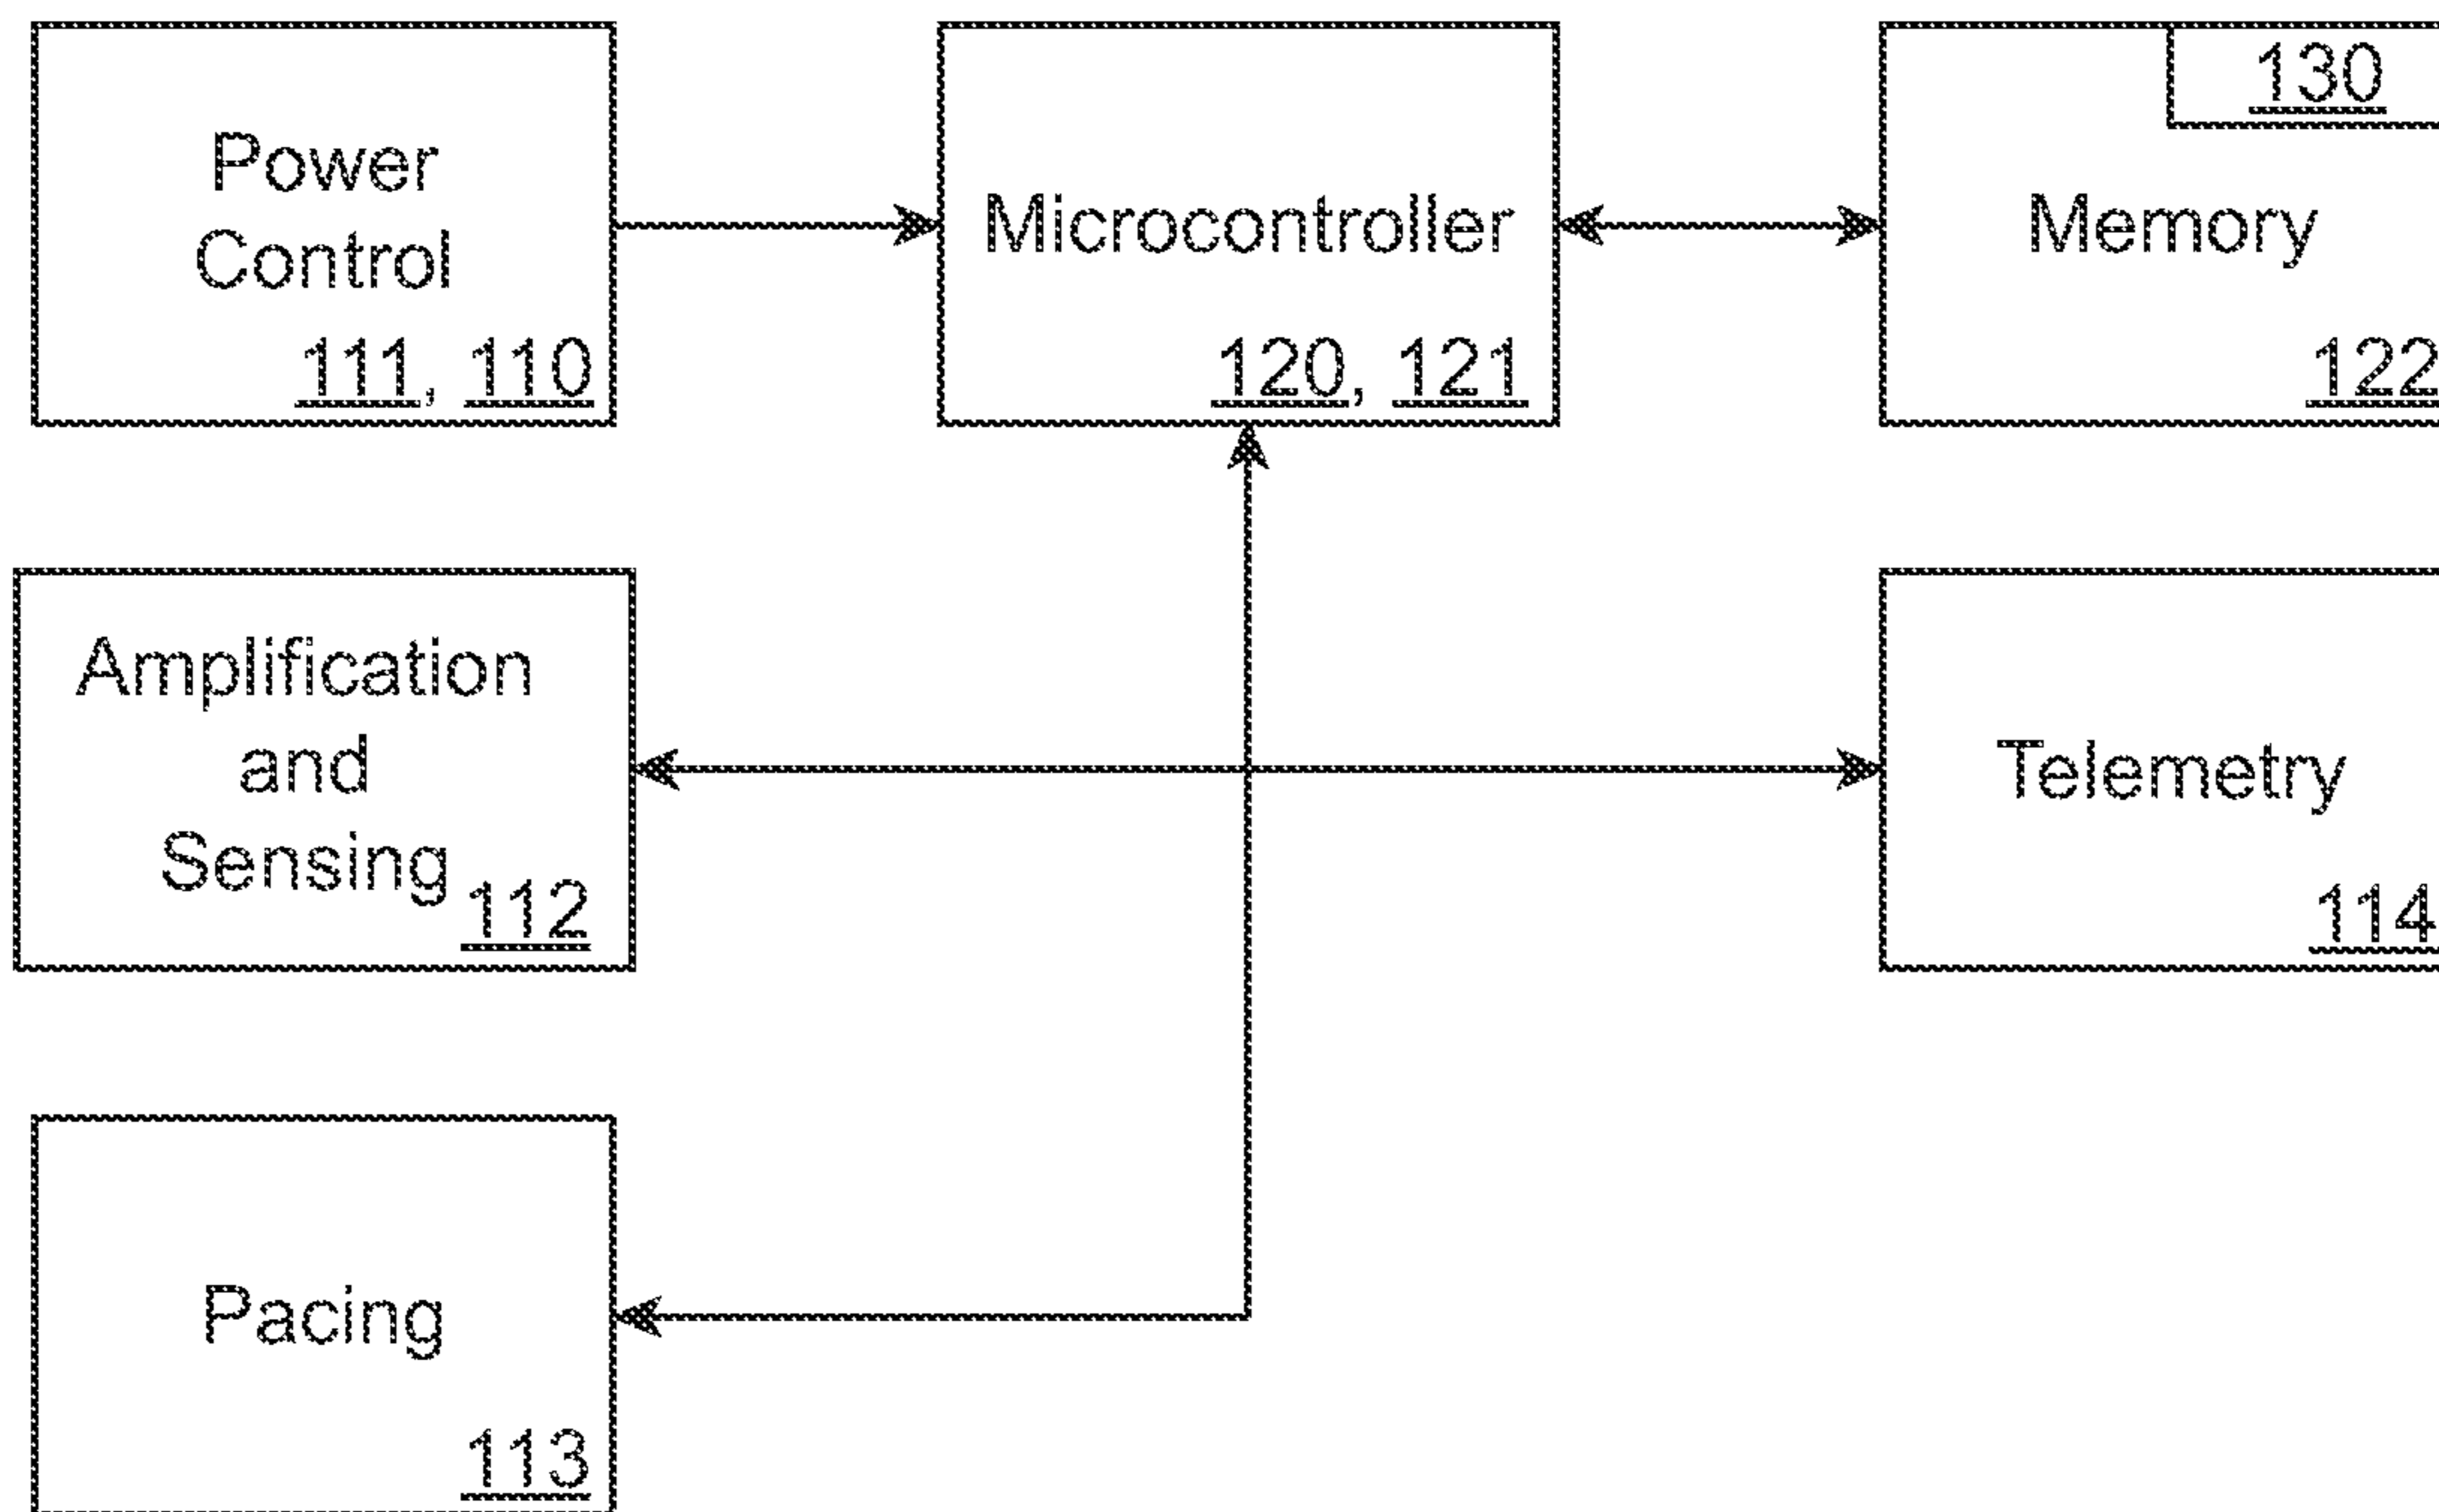 Power
Control
111, 110
Microcontroller
120, 121
130
Memory
122
Amplification
and
Sensing
112
Telemetry
114
Pacing
113